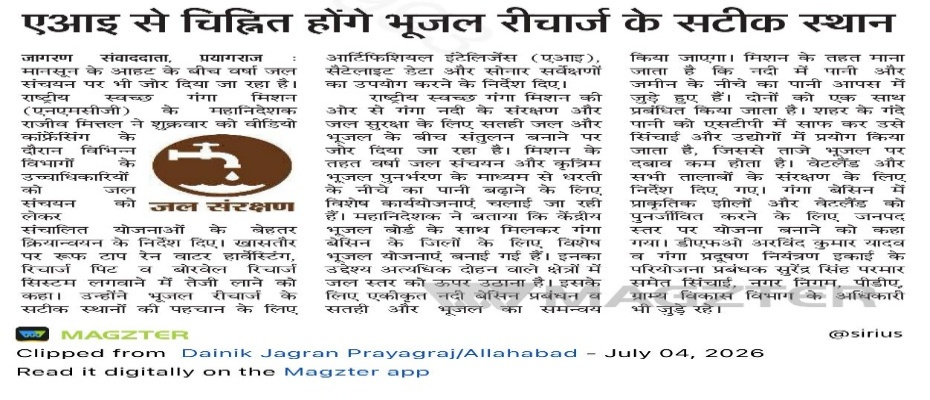 एआइ से चिह्नित होंगे भूजल रीचार्ज के सटीक स्थान
जागरण संवाददाता, प्रयागराज :
मानसून के आहट के बीच वर्षा जल
संचयन पर भी जोर दिया जा रहा है।
राष्ट्रीय स्वच्छ गंगा मिशन
(एनएमसीजी) के महानिदेशक
राजीव मित्तल ने शुक्रवार को वीडियो
कांफ्रेंसिंग के
दौरान विभिन्न
विभागों के
उच्चाधिकारियों
को जल
संचयन को
लेकर
जल संरक्षण
संचालित योजनाओं के बेहतर
क्रियान्वयन के निर्देश दिए। खासतौर
पर रूफ टाप रेन वाटर हार्वेस्टिंग,
रिचार्ज पिट व बोरवेल रिचार्ज
सिस्टम लगवाने में तेजी लाने को
कहा। उन्होंने भूजल रीचार्ज के
सटीक स्थानों की पहचान के लिए
आर्टिफिशियल इंटेलिजेंस (एआइ),
सैटेलाइट डेटा और सोनार सर्वेक्षणों
का उपयोग करने के निर्देश दिए।
राष्ट्रीय स्वच्छ गंगा मिशन की
ओर से गंगा नदी के संरक्षण और
जल सुरक्षा के लिए सतही जल और
भूजल के बीच संतुलन बनाने पर
जोर दिया जा रहा है। मिशन के
तहत वर्षा जल संचयन और कृत्रिम
भूजल पुनर्भरण के माध्यम से धरती
के नीचे का पानी बढ़ाने के लिए
विशेष कार्ययोजनाएं चलाई जा रही
हैं। महानिदेशक ने बताया कि केंद्रीय
भूजल बोर्ड के साथ मिलकर गंगा
बेसिन के जिलों के लिए विशेष
भूजल योजनाएं बनाई गई हैं। इनका
उद्देश्य अत्यधिक दोहन वाले क्षेत्रों में
जल स्तर को ऊपर उठाना है। इसके
लिए एकीकृत नदी बेसिन प्रबंधन व
सतही और भूजल का समन्वय
किया जाएगा। मिशन के तहत माना
जाता है कि नदी में पानी और
जमीन के नीचे का पानी आपस में
जुड़े हुए हैं। दोनों को एक साथ
प्रबंधित किया जाता है। शहर के गंदे
पानी को एसटीपी में साफ कर उसे
सिंचाई और उद्योगों में प्रयोग किया
जाता है, जिससे ताजे भूजल पर
दबाव कम होता है। वेटलैंड और
सभी तालाबों के संरक्षण के लिए
निर्देश दिए गए। गंगा बेसिन में
प्राकृतिक झीलों और वेटलैंड को
पुनर्जीवित करने के लिए जनपद
स्तर पर योजना बनाने को कहा
गया। डीएफओ अरविंद कुमार यादव
व गंगा प्रदूषण नियंत्रण इकाई के
परियोजना प्रबंधक सुरेंद्र सिंह परमार
समेत सिंचाई, नगर निगम, पीडीए,
ग्राम्य विकास विभाग के अधिकारी
भी जुड़े रहे।
MAGZTER
MAGZTER
@sirius
Clipped from Dainik Jagran Prayagraj/Allahabad - July 04, 2026
Read it digitally on the Magzter app